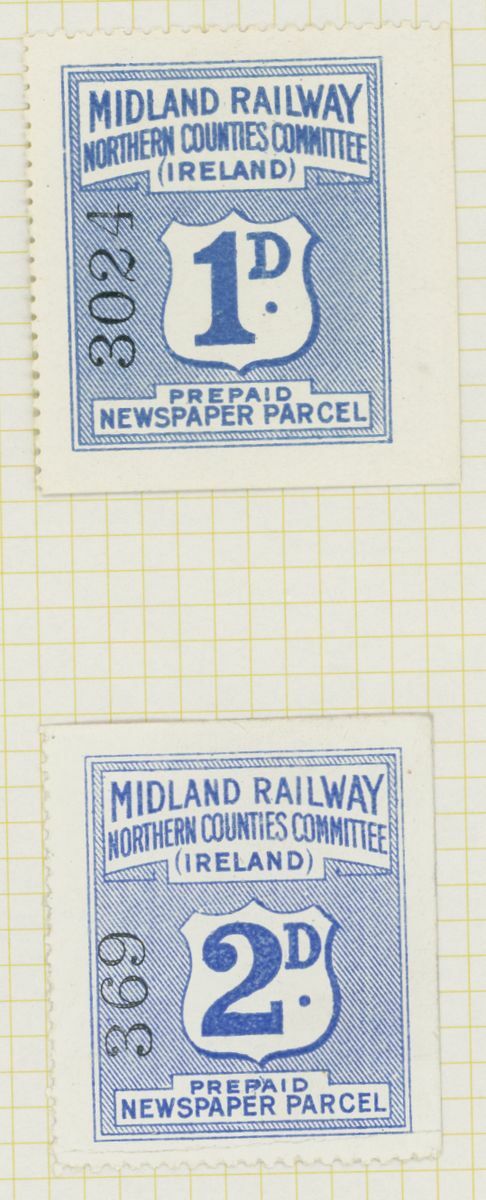 MIDLAND RAILWAY
NORTHERN COUNTIES COMMITTEE
(IRELAND)
3024
1D.
PREPAID
NEWSPAPER PARCEL
MIDLAND RAILWAY
NORTHERN COUNTIES COMMITTEE
(IRELAND)
369
2D.
PREPAID
NEWSPAPER PARCEL